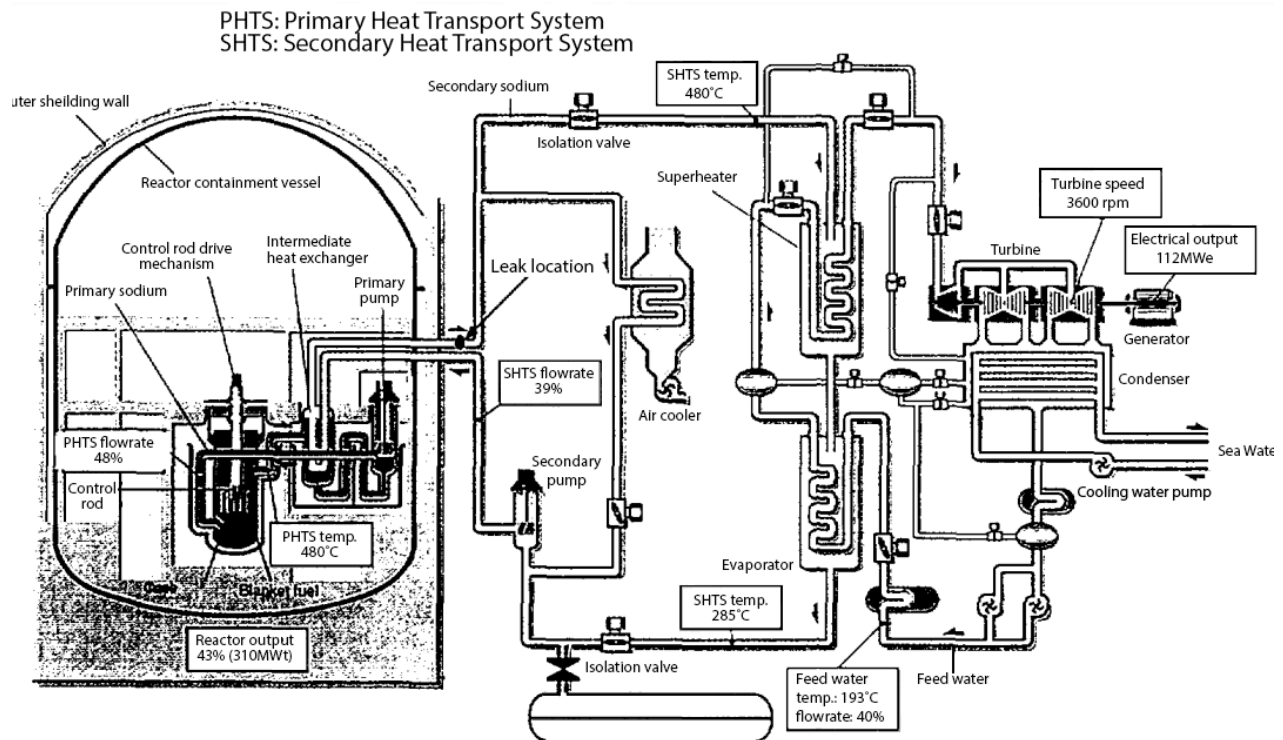 PHTS: Primary Heat Transport System
SHTS: Secondary Heat Transport System
uter sheilding wall
Reactor containment vessel
Control rod drive
mechanism
Primary sodium
Intermediate
heat exchanger
Primary
pump
Leak location
PHTS flowrate
48%
Control
rod
PHTS temp.
480°C
Blanket fuel
Reactor output
43% (310MWt)
Secondary sodium
Isolation valve
SHTS temp.
480°C
Superheater
Air cooler
SHTS flowrate
39%
Secondary
pump
Evaporator
SHTS temp.
285°C
Isolation valve
Turbine speed
3600 rpm
Turbine
Electrical output
112MWe
Generator
Condenser
Sea Wate
Cooling water pump
Feed water
temp.: 193°C
flowrate: 40%
Feed water